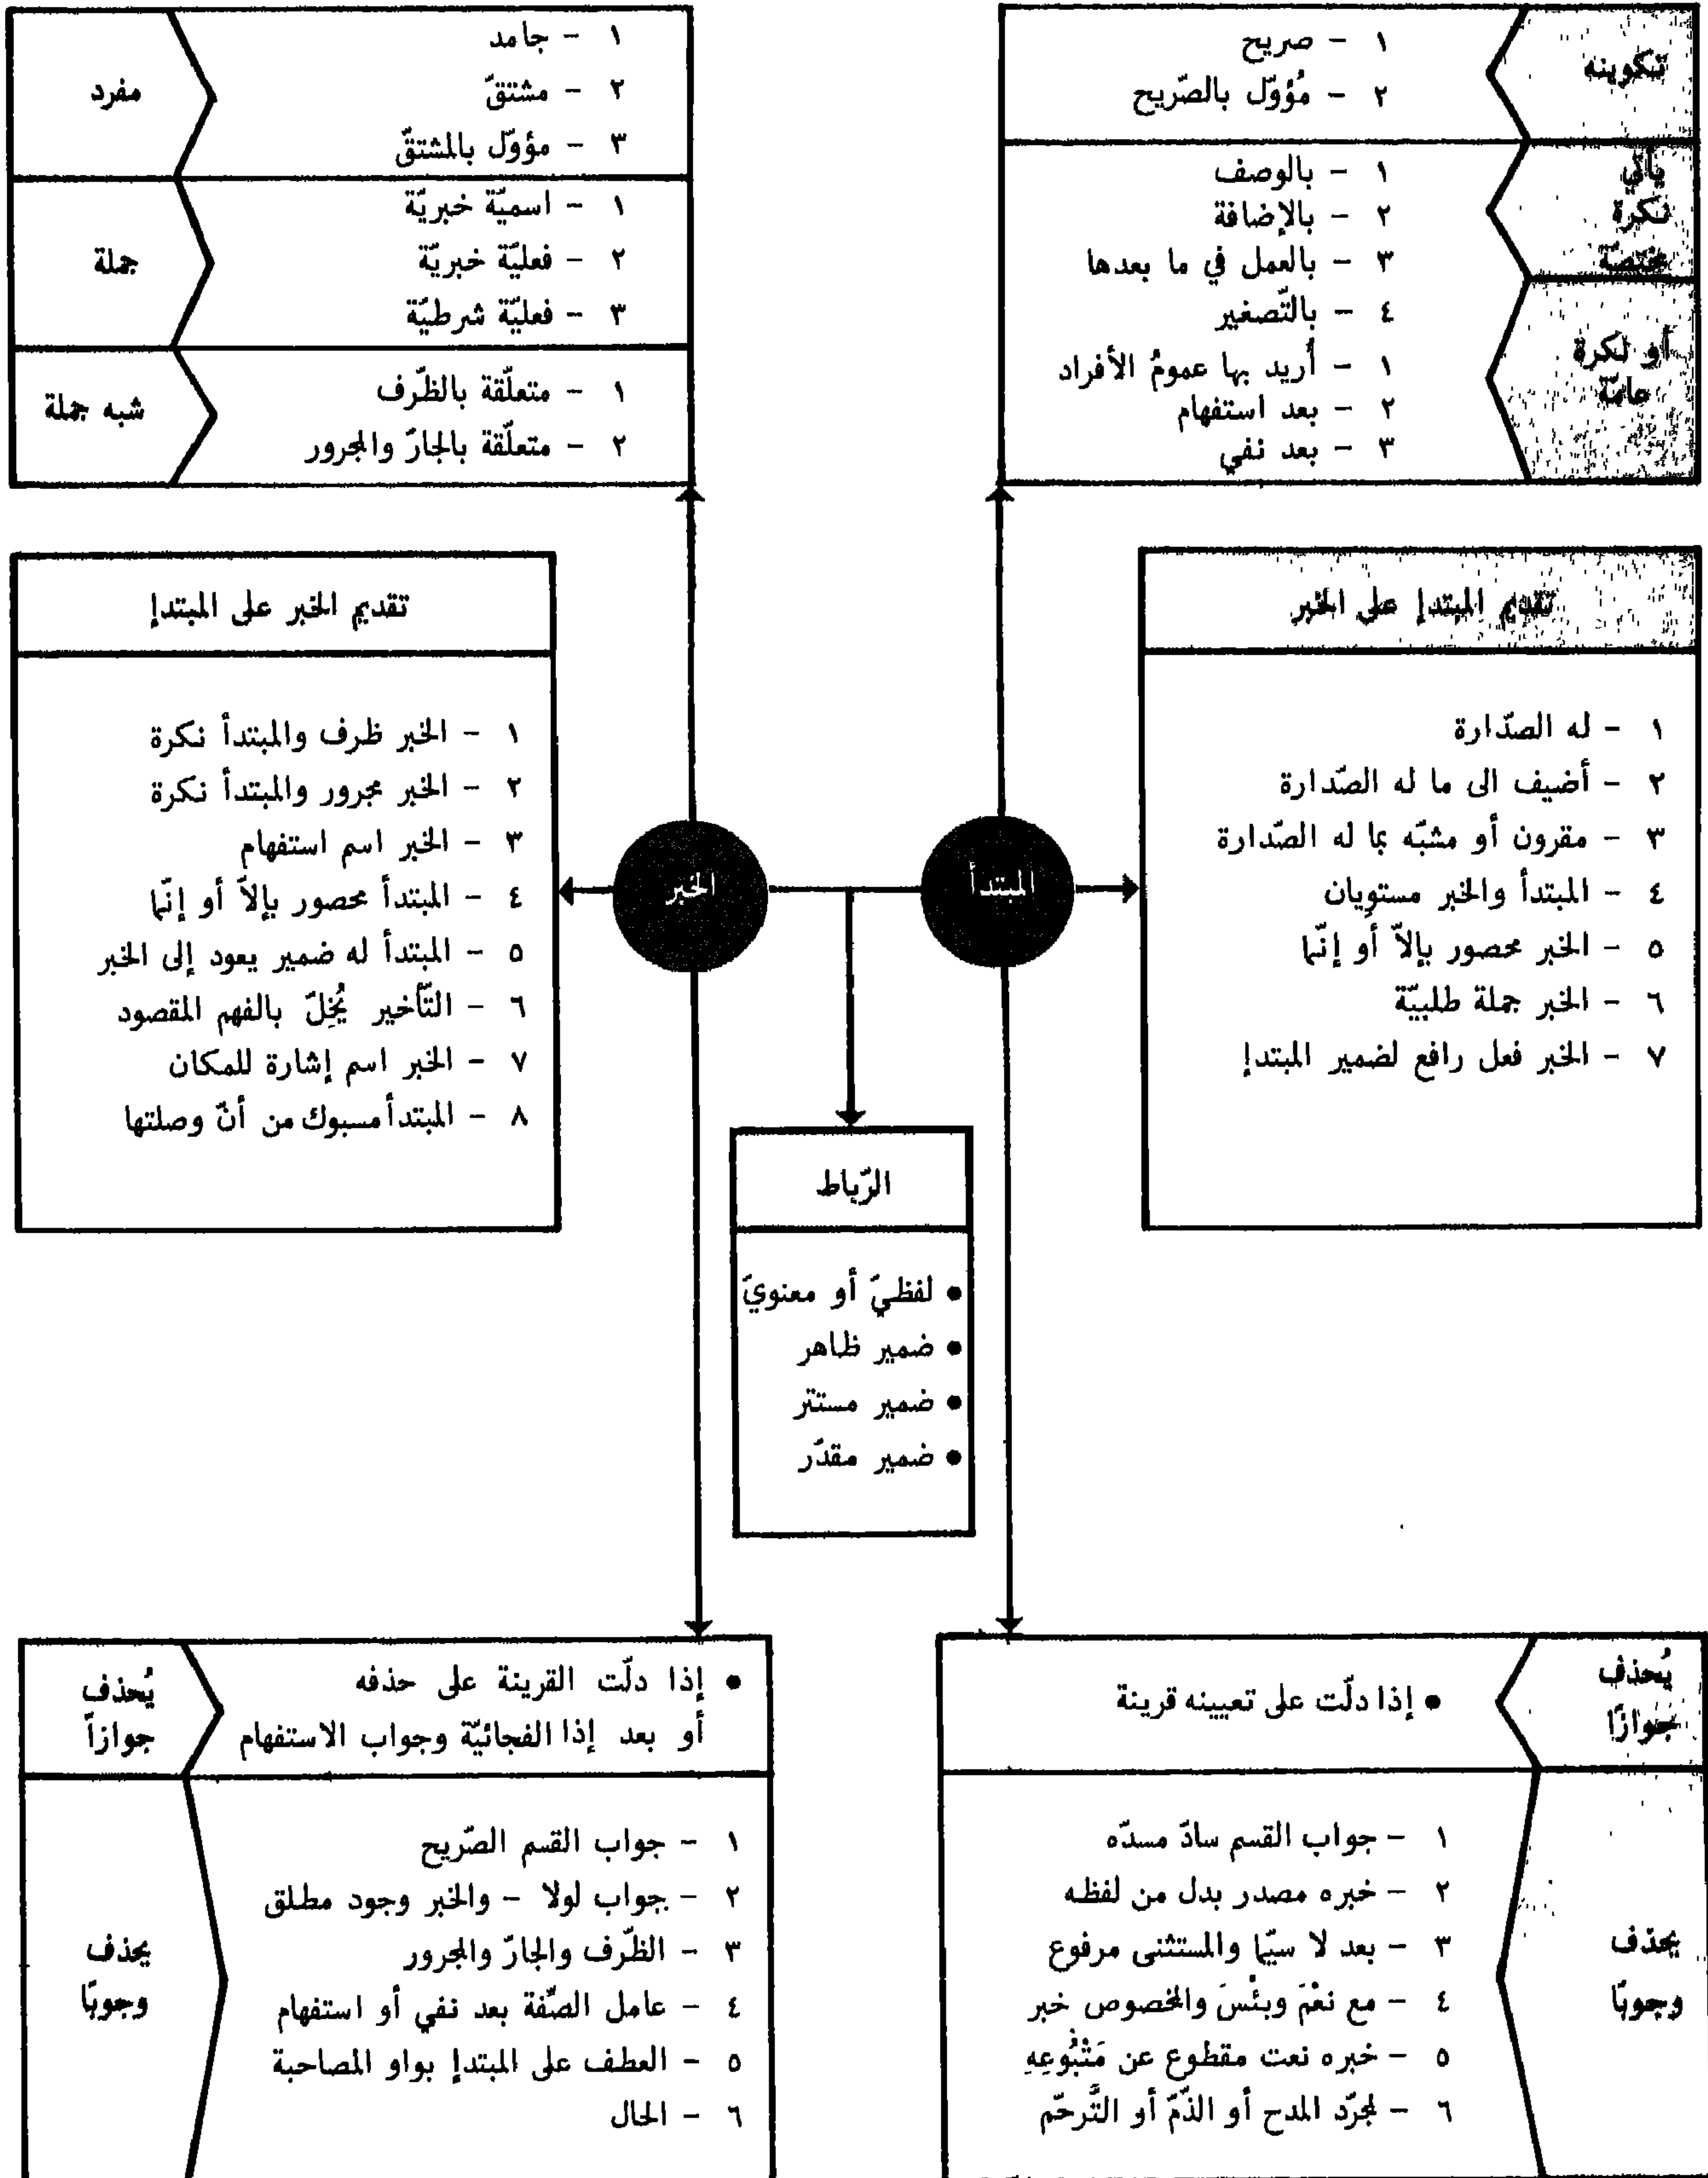 تكوينه
١ - صريح
٢ - مُؤوّل بالصّريح
يأتي
نكرة
مختصّة
١ - بالوصف
٢ - بالإضافة
٣ - بالعمل في ما بعدها
٤ - بالتّصغير
أو نكرة
عامّة
١ - أُريد بها عمومُ الأفراد
٢ - بعد استفهام
٣ - بعد نفي
مفرد
١ - جامد
٢ - مشتقّ
٣ - مؤوّل بالمشتقّ
جملة
١ - اسميّة خبريّة
٢ - فعليّة خبريّة
٣ - فعليّة شرطيّة
شبه جملة
١ - متعلّقة بالظّرف
٢ - متعلّقة بالجارّ والمجرور
تقديم المبتدإ على الخبر
١ - له الصدّارة
٢ - أضيف الى ما له الصّدارة
٣ - مقرون أو مشبّه بما له الصّدارة
٤ - المبتدأ والخبر مستويان
٥ - الخبر محصور بإلاّ أو إنّما
٦ - الخبر جملة طلبيّة
٧ - الخبر فعل رافع لضمير المبتدإ
المبتدأ
الخبر
تقديم الخبر على المبتدإ
١ - الخبر ظرف والمبتدأ نكرة
٢ - الخبر مجرور والمبتدأ نكرة
٣ - الخبر اسم استفهام
٤ - المبتدأ محصور بإلاّ أو إنّما
٥ - المبتدأ له ضمير يعود إلى الخبر
٦ - التّأخير يُخِلّ بالفهم المقصود
٧ - الخبر اسم إشارة للمكان
٨ - المبتدأ مسبوك من أنّ وصلتها
الرّباط
• لفظيّ أو معنويّ
• ضمير ظاهر
• ضمير مستتر
• ضمير مقدّر
يُحذف
جوازًا
• إذا دلّت على تعيينه قرينة
يحذف
وجوبًا
١ - جواب القسم سادّ مسدّه
٢ - خبره مصدر بدل من لفظه
٣ - بعد لا سيّما والمستثنى مرفوع
٤ - مع نعْمَ وبئْسَ والمخصوص خبر
٥ - خبره نعت مقطوع عن مَتْبُوعِهِ
٦ - لمجرّد المدح أو الذّمّ أو التَّرحّم
يُحذف
جوازاً
• إذا دلّت القرينة على حذفه
أو بعد إذا الفجائيّة وجواب الاستفهام
يحذف
وجوبًا
١ - جواب القسم الصّريح
٢ - جواب لولا - والخبر وجود مطلق
٣ - الظّرف والجارّ والمجرور
٤ - عامل الصّفة بعد نفي أو استفهام
٥ - العطف على المبتدإ بواو المصاحبة
٦ - الحال